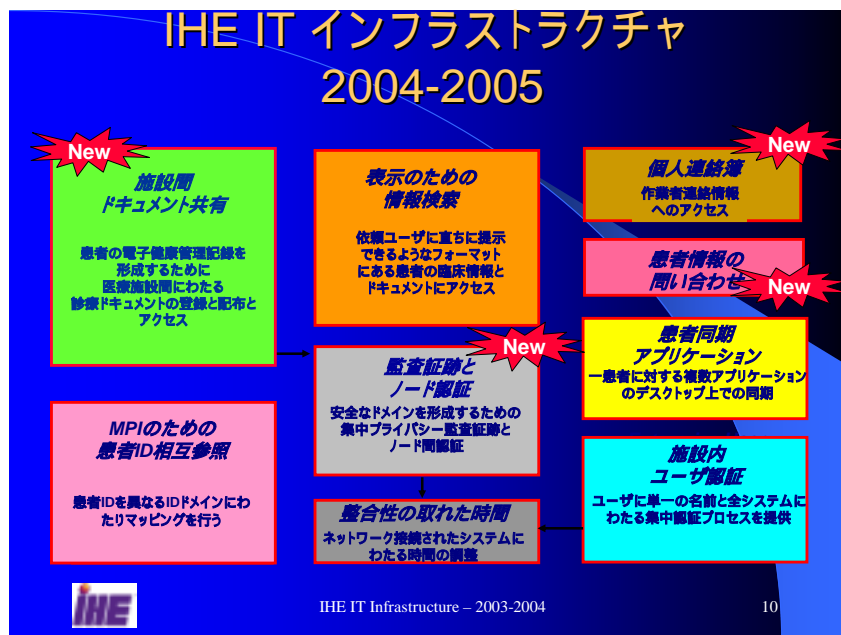 IHE IT インフラストラクチャ
2004-2005
New
施設間
ドキュメント共有
患者の電子健康管理記録を
形成するために
医療施設間にわたる
診療ドキュメントの登録と配布と
アクセス
表示のための
情報検索
依頼ユーザに直ちに提示
できるようなフォーマット
にある患者の臨床情報と
ドキュメントにアクセス
New
個人連絡簿
作業者連絡情報
へのアクセス
患者情報の
問い合わせ
New
患者同期
アプリケーション
一患者に対する複数アプリケーション
のデスクトップ上での同期
New
監査証跡と
ノード認証
安全なドメインを形成するための
集中プライバシー監査証跡と
ノード間認証
MPIのための
患者ID相互参照
患者IDを異なるIDドメインにわ
たりマッピングを行う
整合性の取れた時間
ネットワーク接続されたシステムに
わたる時間の調整
施設内
ユーザ認証
ユーザに単一の名前と全システムに
わたる集中認証プロセスを提供
IHE
IHE IT Infrastructure – 2003-2004
10